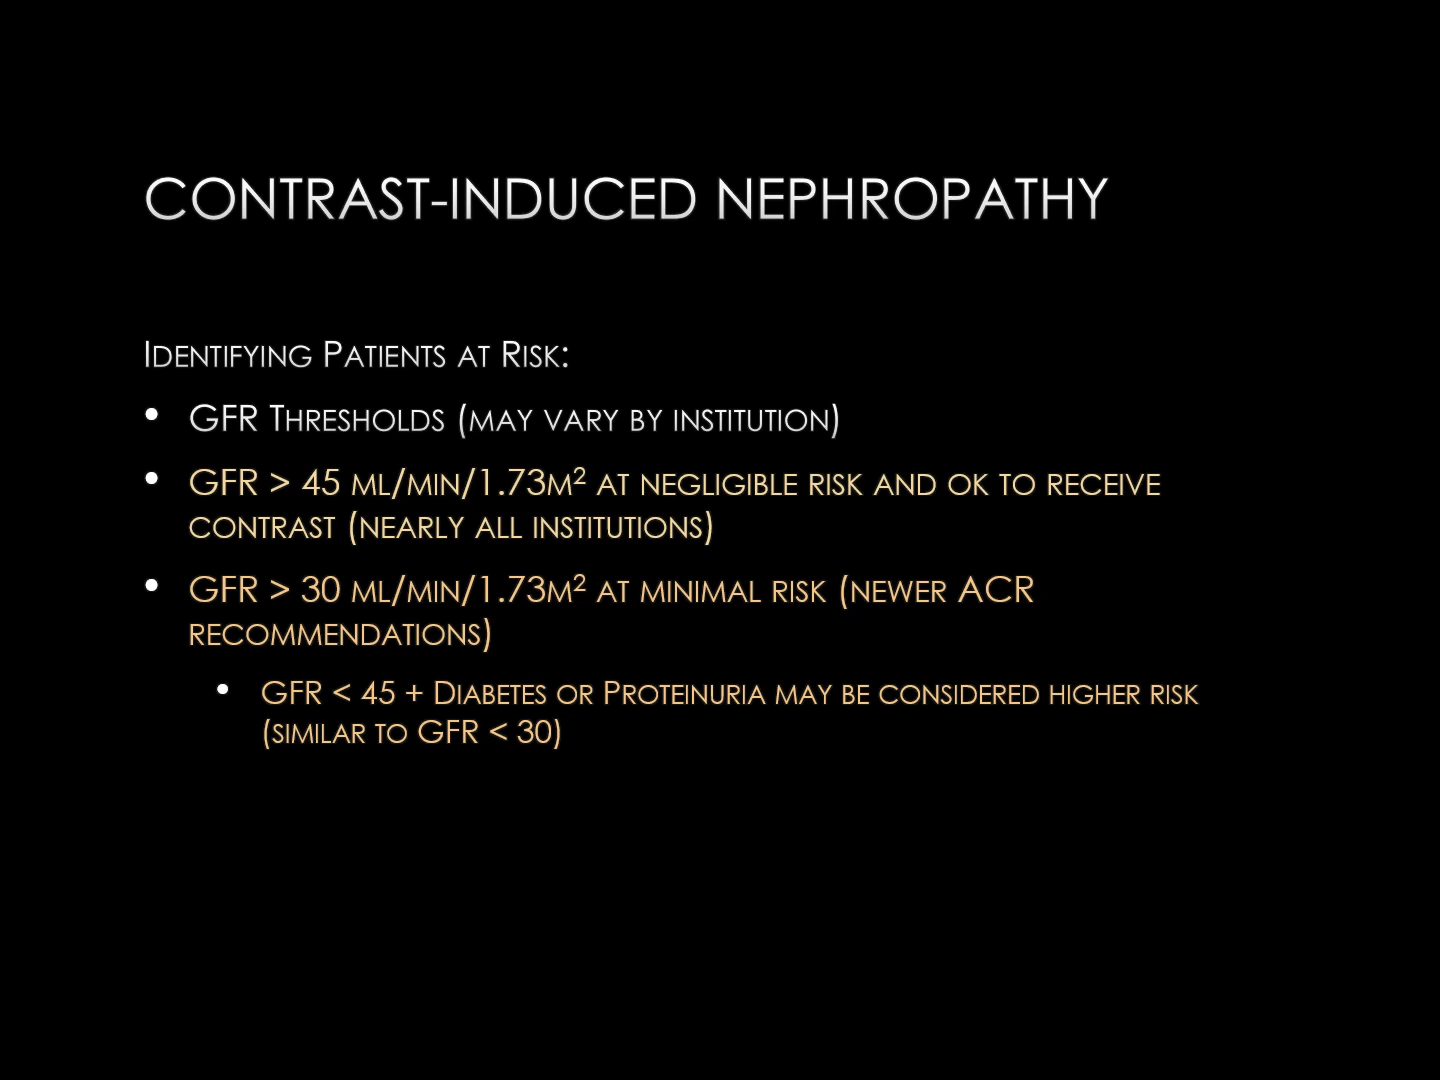 CONTRAST-INDUCED NEPHROPATHY
IDENTIFYING PATIENTS AT RISK:
• GFR THRESHOLDS (MAY VARY BY INSTITUTION)
• GFR > 45 ML/MIN/1.73M² AT NEGLIGIBLE RISK AND OK TO RECEIVE
CONTRAST (NEARLY ALL INSTITUTIONS)
• GFR > 30 ML/MIN/1.73M² AT MINIMAL RISK (NEWER ACR
RECOMMENDATIONS)
• GFR < 45 + DIABETES OR PROTEINURIA MAY BE CONSIDERED HIGHER RISK
(SIMILAR TO GFR < 30)